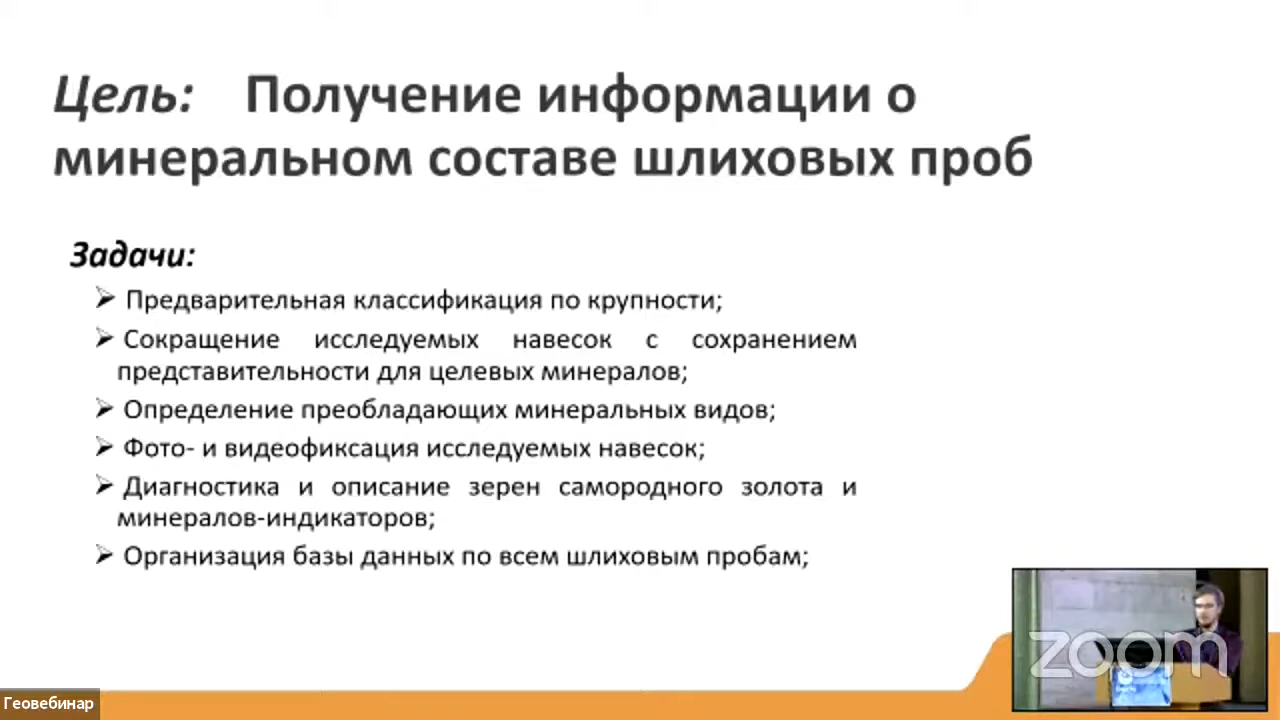 Цель: Получение информации о
минеральном составе шлиховых проб
Задачи:
➢ Предварительная классификация по крупности;
➢ Сокращение исследуемых навесок с сохранением
представительности для целевых минералов;
➢ Определение преобладающих минеральных видов;
➢ Фото- и видеофиксация исследуемых навесок;
➢ Диагностика и описание зерен самородного золота и
минералов-индикаторов;
➢ Организация базы данных по всем шлиховым пробам;
zoom
Геовебинар